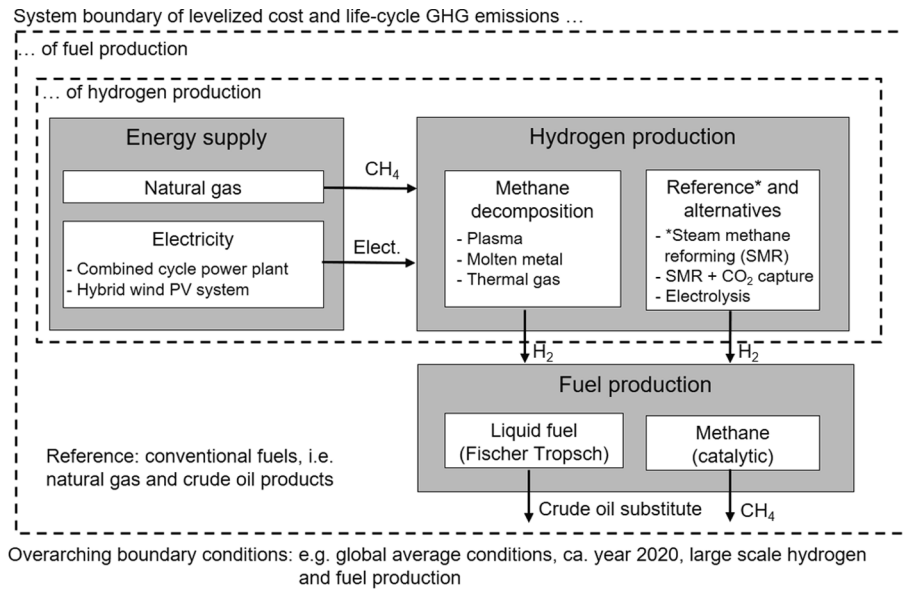 System boundary of levelized cost and life-cycle GHG emissions …
… of fuel production
… of hydrogen production
Energy supply
Natural gas
Electricity
- Combined cycle power plant
- Hybrid wind PV system
CH4
Elect.
Hydrogen production
Methane
decomposition
- Plasma
- Molten metal
- Thermal gas
Reference* and
alternatives
- *Steam methane
reforming (SMR)
- SMR + CO2 capture
- Electrolysis
H2
H2
Fuel production
Liquid fuel
(Fischer Tropsch)
Methane
(catalytic)
Reference: conventional fuels, i.e.
natural gas and crude oil products
Crude oil substitute
CH4
Overarching boundary conditions: e.g. global average conditions, ca. year 2020, large scale hydrogen
and fuel production